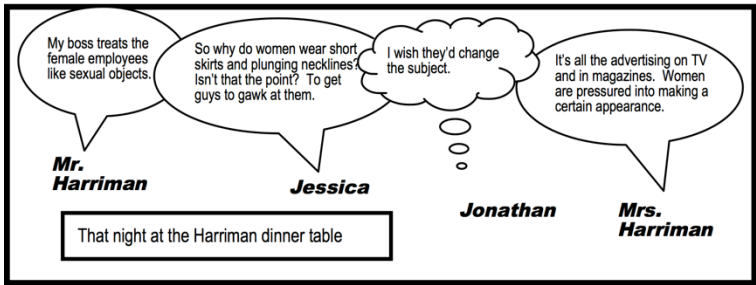 My boss treats the
female employees
like sexual objects.
So why do women wear short
skirts and plunging necklines?
Isn't that the point?  To get
guys to gawk at them.
I wish they'd change
the subject.
It's all the advertising on TV
and in magazines.  Women
are pressured into making a
certain appearance.
Mr.
Harriman
Jessica
Jonathan
Mrs.
Harriman
That night at the Harriman dinner table